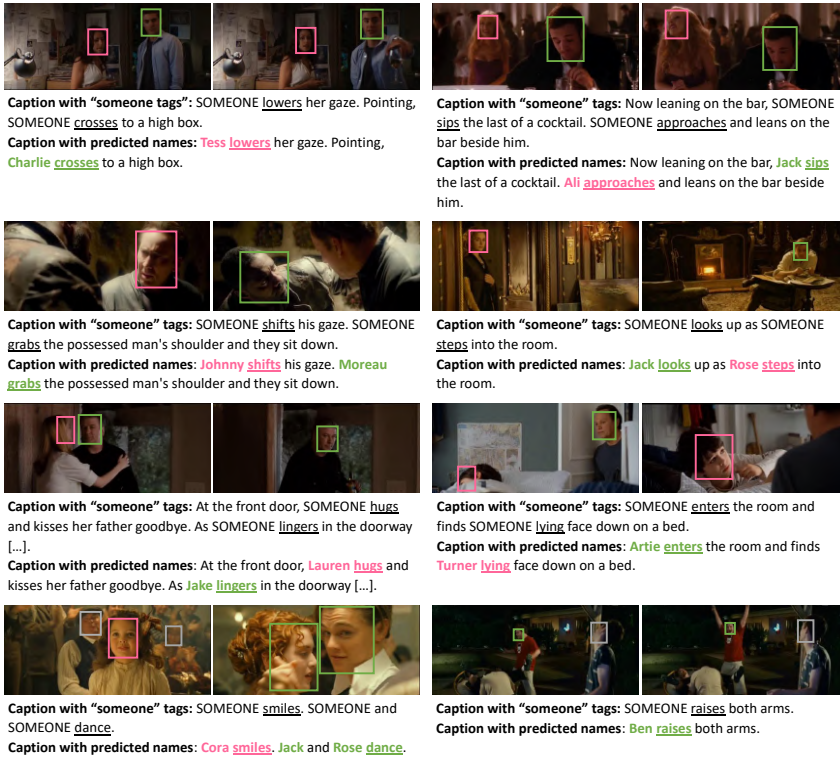 Caption with “someone tags”: SOMEONE lowers her gaze. Pointing,
SOMEONE crosses to a high box.
Caption with predicted names: Tess lowers her gaze. Pointing,
Charlie crosses to a high box.
Caption with “someone” tags: Now leaning on the bar, SOMEONE
sips the last of a cocktail. SOMEONE approaches and leans on the
bar beside him.
Caption with predicted names: Now leaning on the bar, Jack sips
the last of a cocktail. Ali approaches and leans on the bar beside
him.
Caption with “someone” tags: SOMEONE shifts his gaze. SOMEONE
grabs the possessed man's shoulder and they sit down.
Caption with predicted names: Johnny shifts his gaze. Moreau
grabs the possessed man's shoulder and they sit down.
Caption with “someone” tags: SOMEONE looks up as SOMEONE
steps into the room.
Caption with predicted names: Jack looks up as Rose steps into
the room.
Caption with “someone” tags: At the front door, SOMEONE hugs
and kisses her father goodbye. As SOMEONE lingers in the doorway
[…].
Caption with predicted names: At the front door, Lauren hugs and
kisses her father goodbye. As Jake lingers in the doorway […].
Caption with “someone” tags: SOMEONE enters the room and
finds SOMEONE lying face down on a bed.
Caption with predicted names: Artie enters the room and finds
Turner lying face down on a bed.
Caption with “someone” tags: SOMEONE smiles. SOMEONE and
SOMEONE dance.
Caption with predicted names: Cora smiles. Jack and Rose dance.
Caption with “someone” tags: SOMEONE raises both arms.
Caption with predicted names: Ben raises both arms.